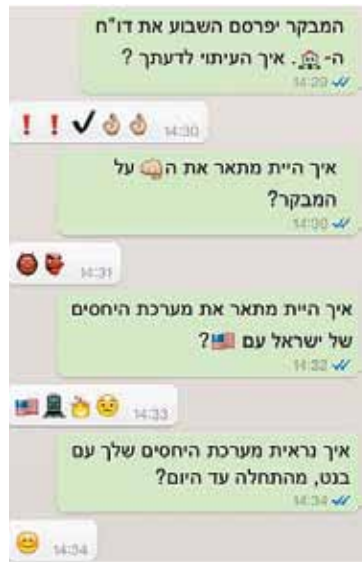 המבקר יפרסם השבוע את דו"ח
ה-🏚. איך העיתוי לדעתך ?
14:29
❗❗✔👌👌 14:30
איך היית מתאר את ה👊 על
המבקר?
14:30
👹👺 14:31
איך היית מתאר את מערכת היחסים
של ישראל עם 🇺🇸?
14:32
14:33
איך נראית מערכת היחסים שלך עם
בנט, מהתחלה עד היום?
14:34
😊 14:34